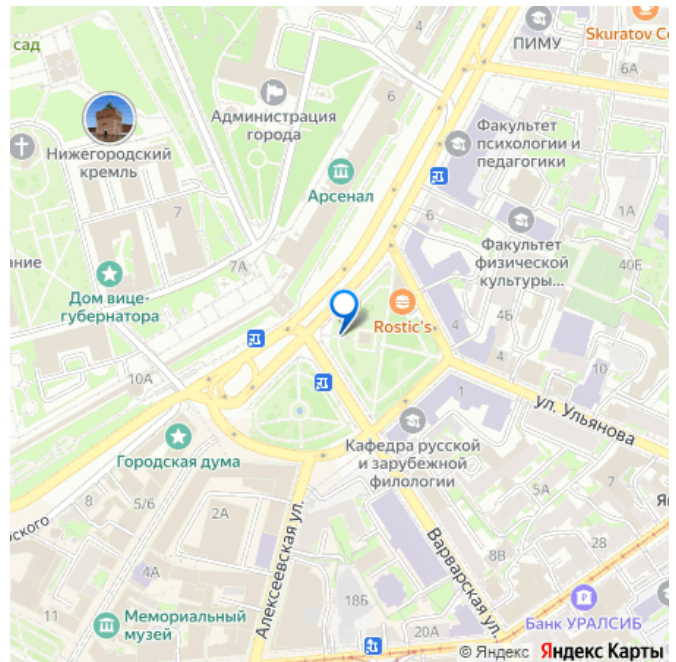 сад
4
ПИМУ
Skuratov Co
6А
Администрация
города
6
Факультет
психологии и
педагогики
Нижегородский
кремль
Арсенал
7
6
1А
ание
7А
Факультет
физической
культуры...
40Б
Дом вице-
губернатора
Rostic's
4
4Б
4
10А
10
1
ул. Ульянова
Городская дума
Кафедра русской
и зарубежной
филологии
8
5/6
2А
5А
Я
рского
Алексеевская ул.
Варварская ул.
28
8В
4А
18Б
11
Мемориальный
музей
20А
Банк УРАЛСИБ
© Яндекс Яндекс Карты